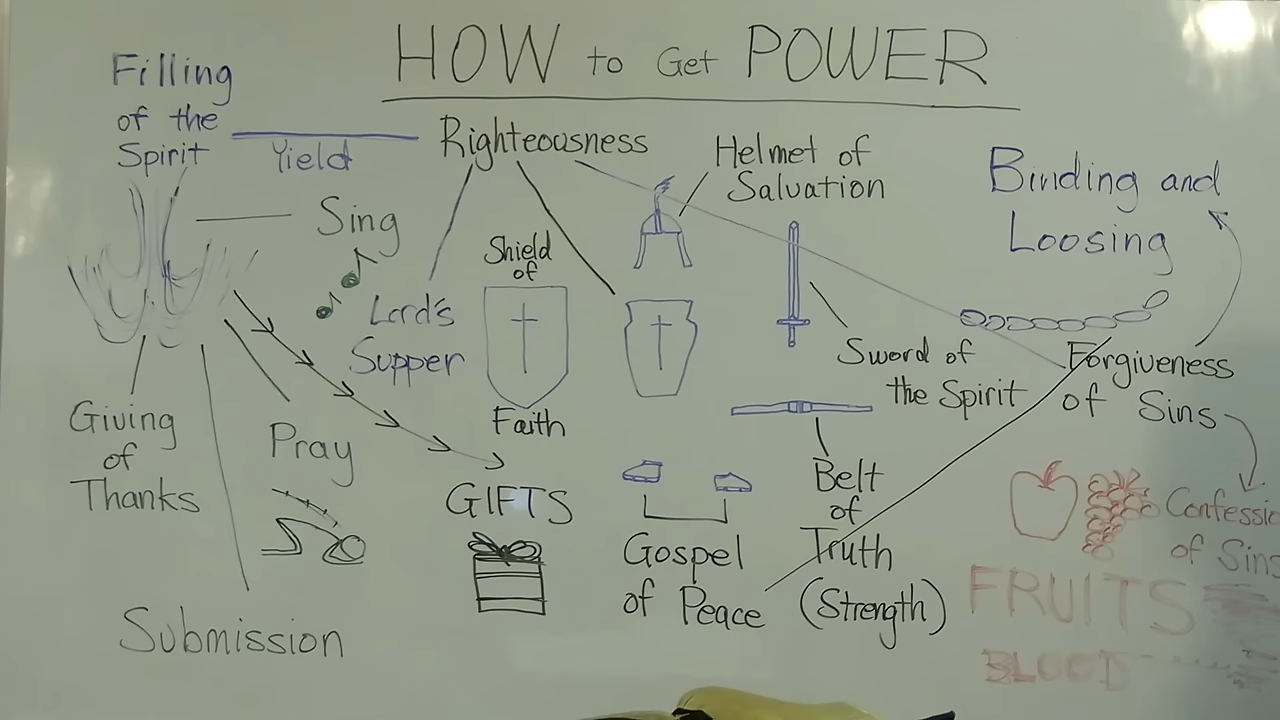 HOW to Get POWER
Filling
of the
Spirit
Yield
Righteousness
Helmet of
Salvation
Binding and
Loosing
Sing
Shield
of
Faith
Lord's
Supper
Sword of
the Spirit
Forgiveness
of Sins
Giving
of
Thanks
Pray
GIFTS
Belt
of
Truth
(Strength)
Gospel
of Peace
Confessio
of Sins
FRUITS
BLOOD
Submission